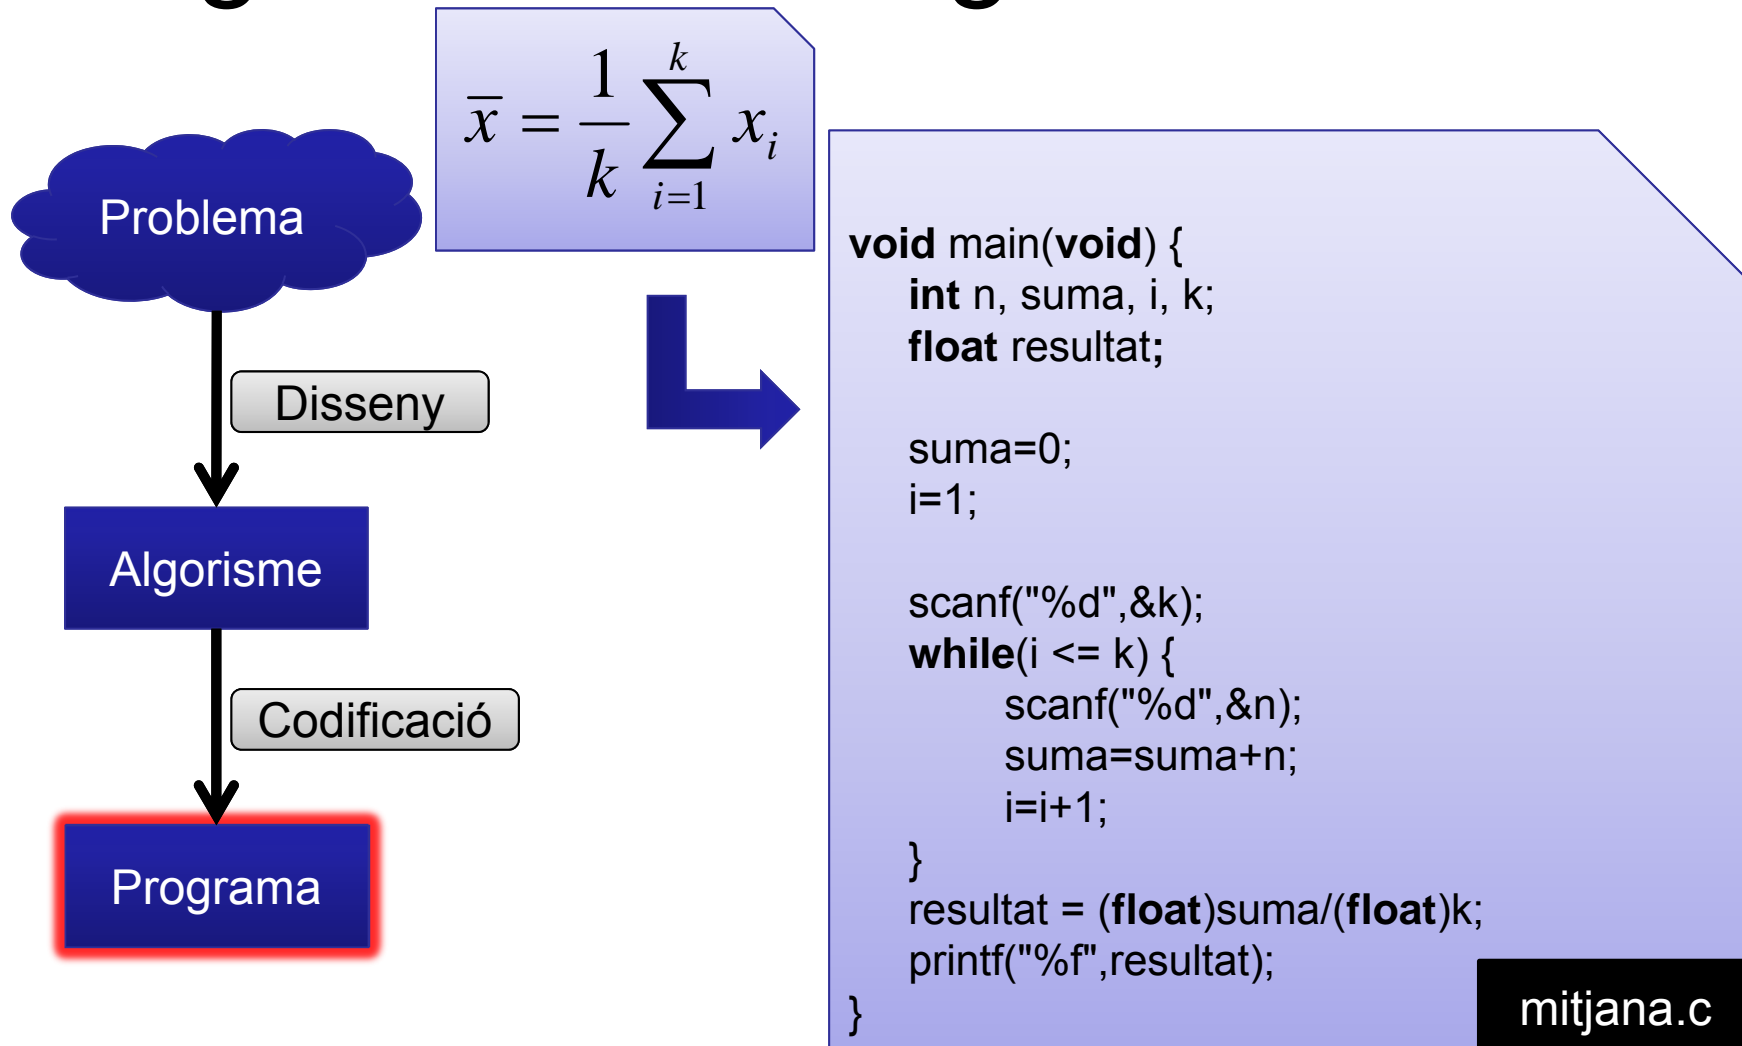 x̄ = 1/k ∑_{i=1}^{k} x_i
Problema
Disseny
Algorisme
Codificació
Programa
void main(void) {
int n, suma, i, k;
float resultat;
suma=0;
i=1;
scanf("%d",&k);
while(i <= k) {
scanf("%d",&n);
suma=suma+n;
i=i+1;
}
resultat = (float)suma/(float)k;
printf("%f",resultat);
}
mitjana.c